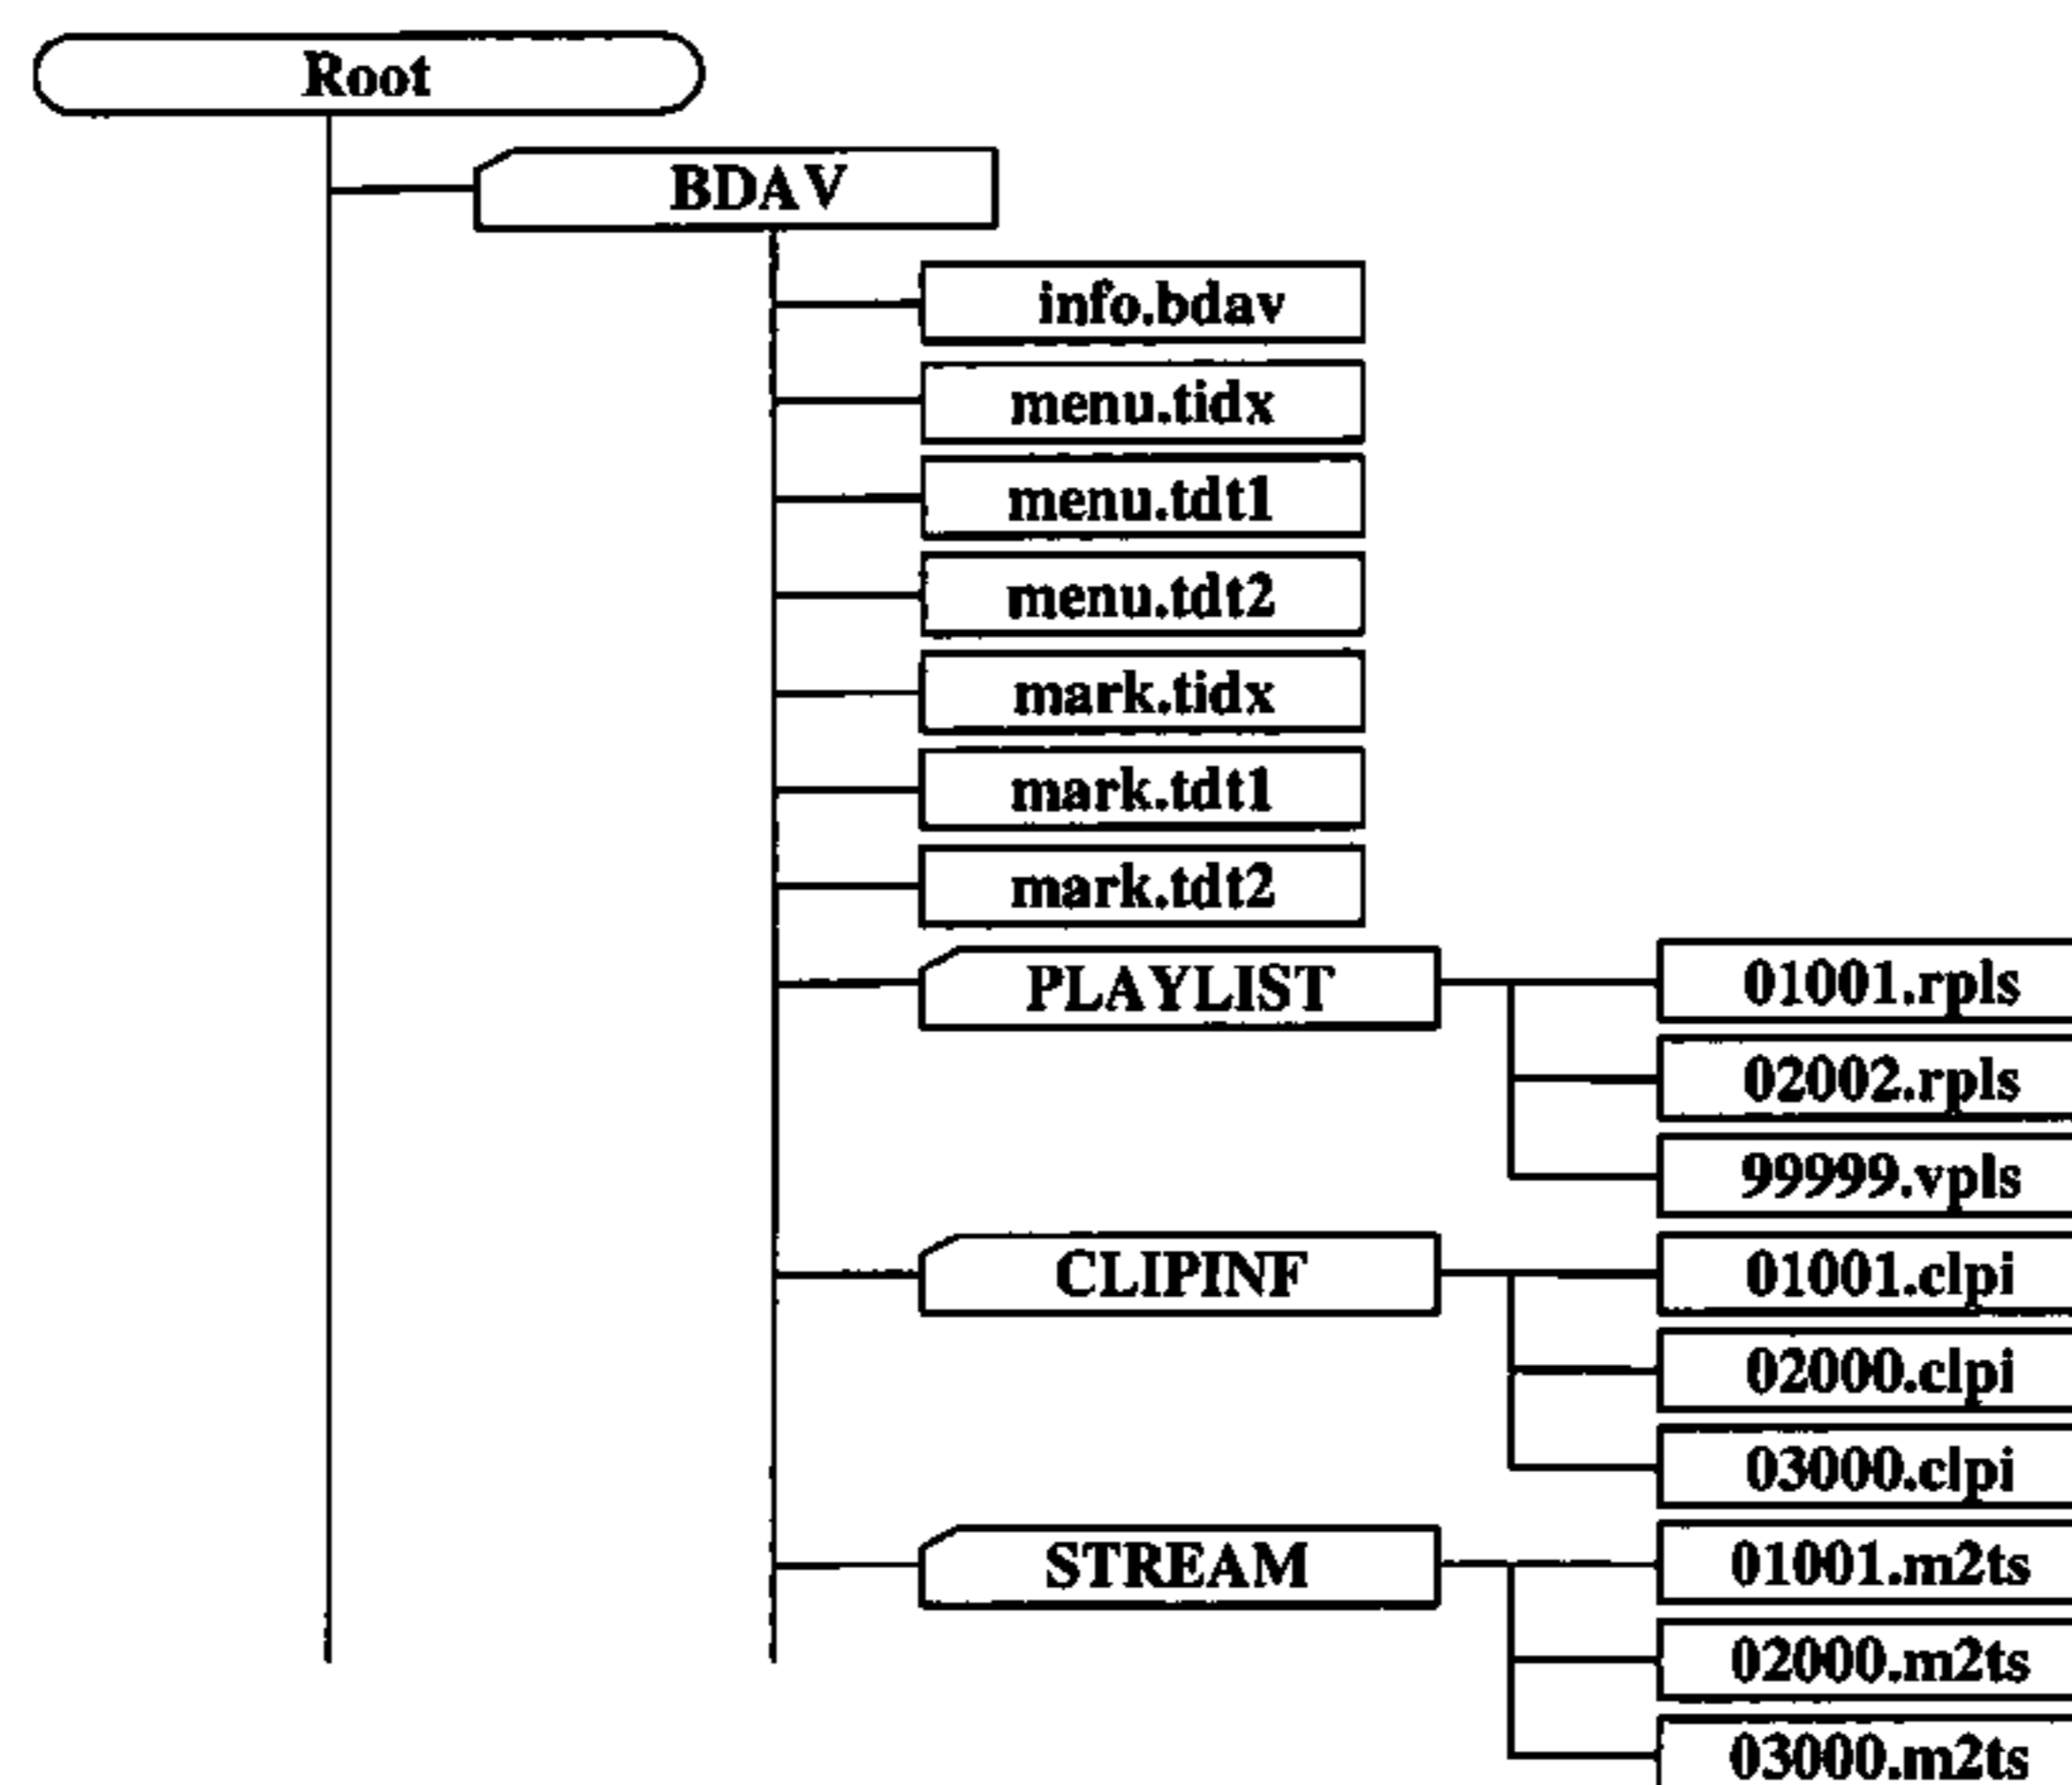 Root
BDAV
info.bdav
menu.tidx
menu.tdt1
menu.tdt2
mark.tidx
mark.tdt1
mark.tdt2
PLAYLIST
01001.rpls
02002.rpls
99999.vpls
CLIPINF
01001.clpi
02000.clpi
03000.clpi
STREAM
01001.m2ts
02000.m2ts
03000.m2ts